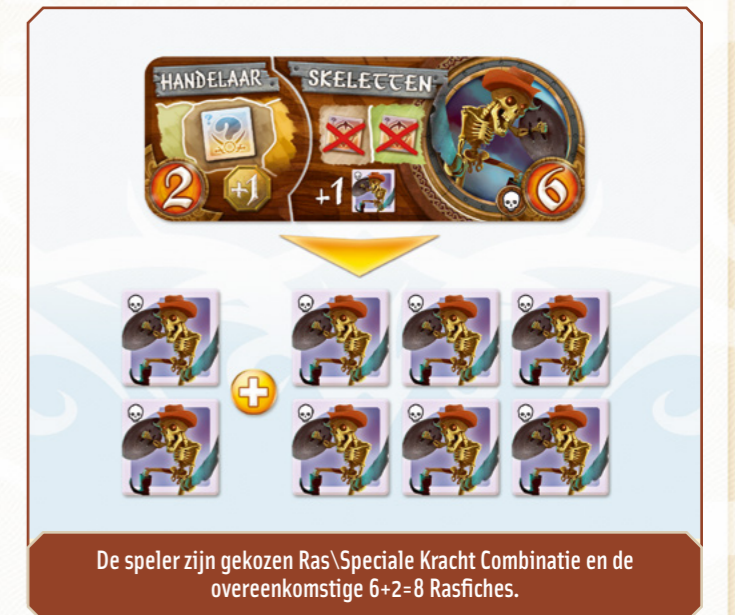 HANDELAAR
SKELETTEN
2
+1
+1
6
De speler zijn gekozen Ras\Speciale Kracht Combinatie en de
overeenkomstige 6+2=8 Rasfiches.